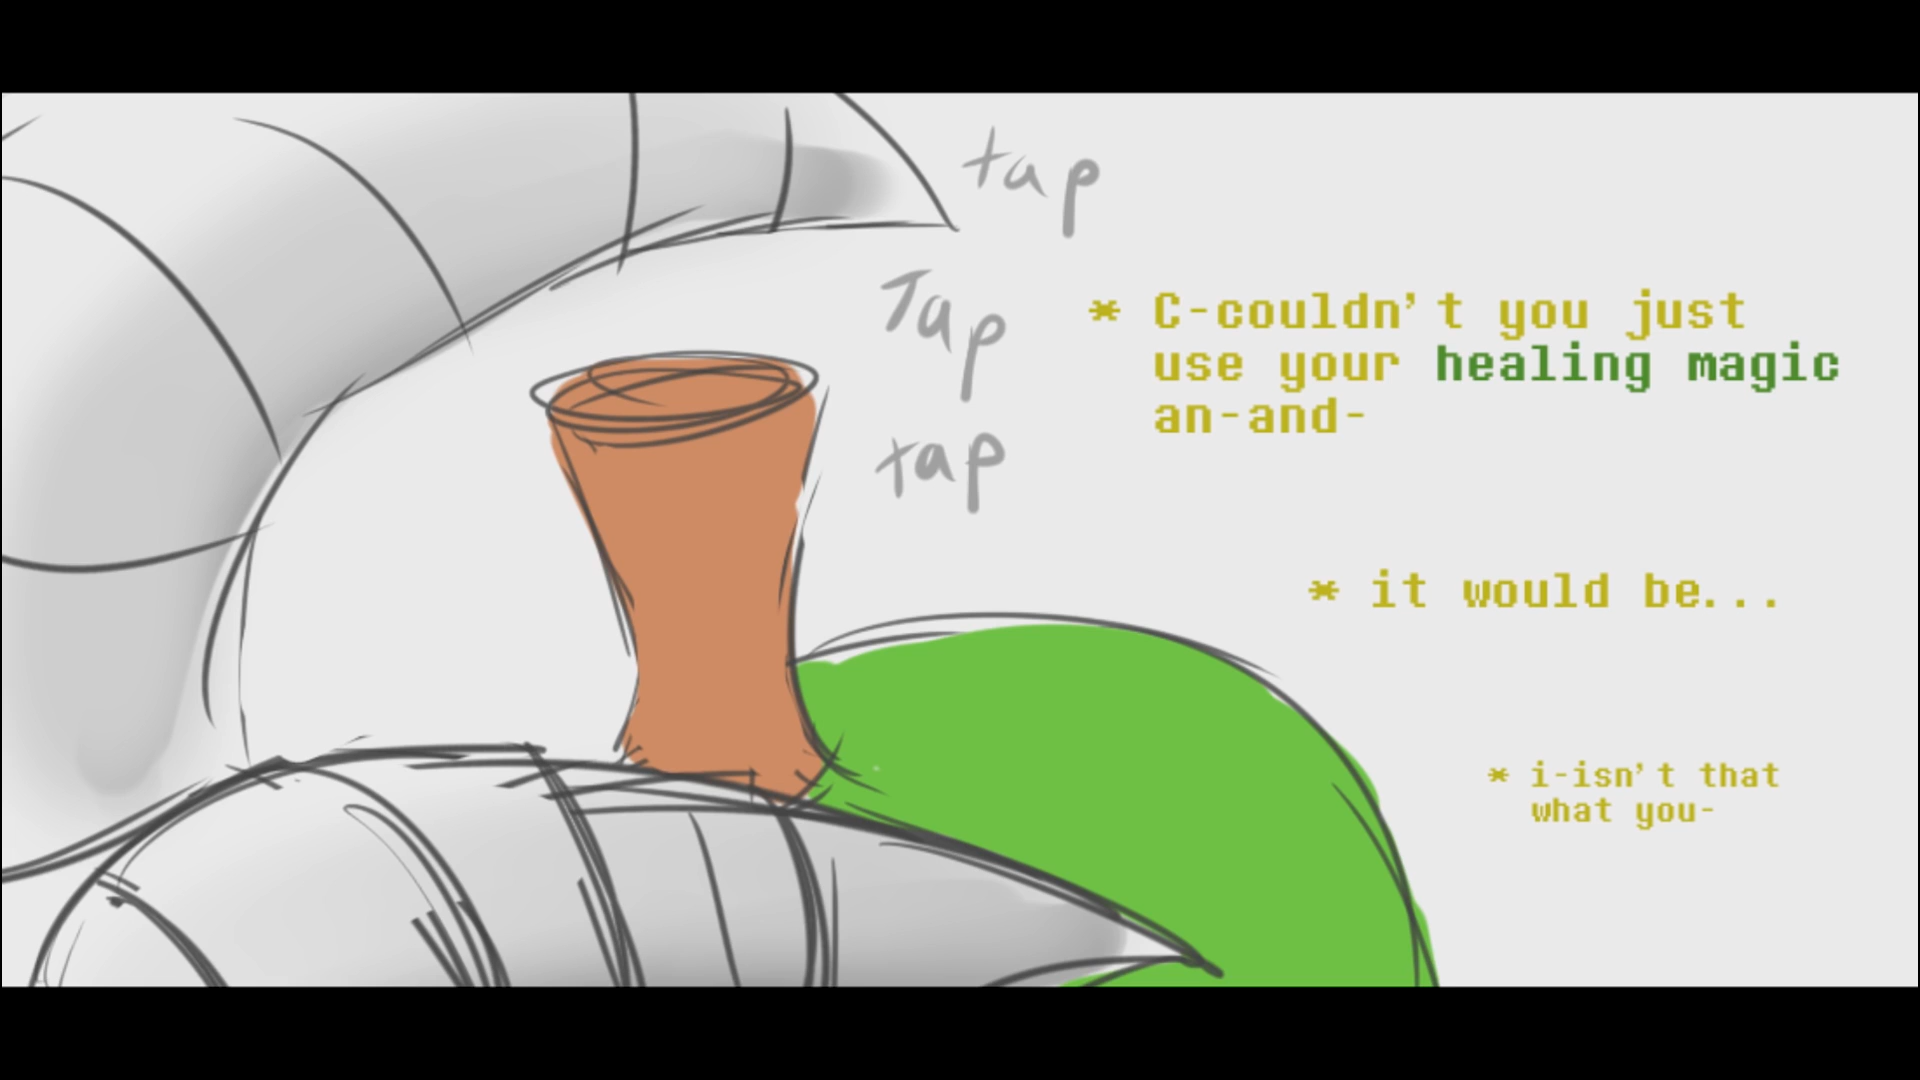 tap
Tap
tap
* C-couldn't you just
use your healing magic
an-and-
* it would be...
* i-isn't that
what you-